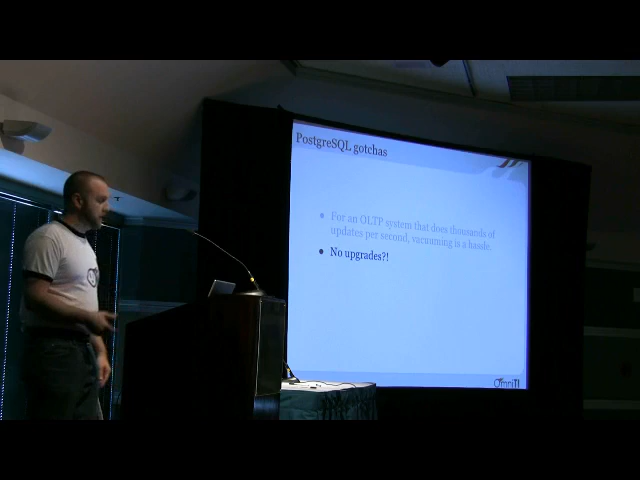 PostgreSQL gotchas
• For an OLTP system that does thousands of
updates per second, vacuuming is a hassle.
• No upgrades?!
OmniTI